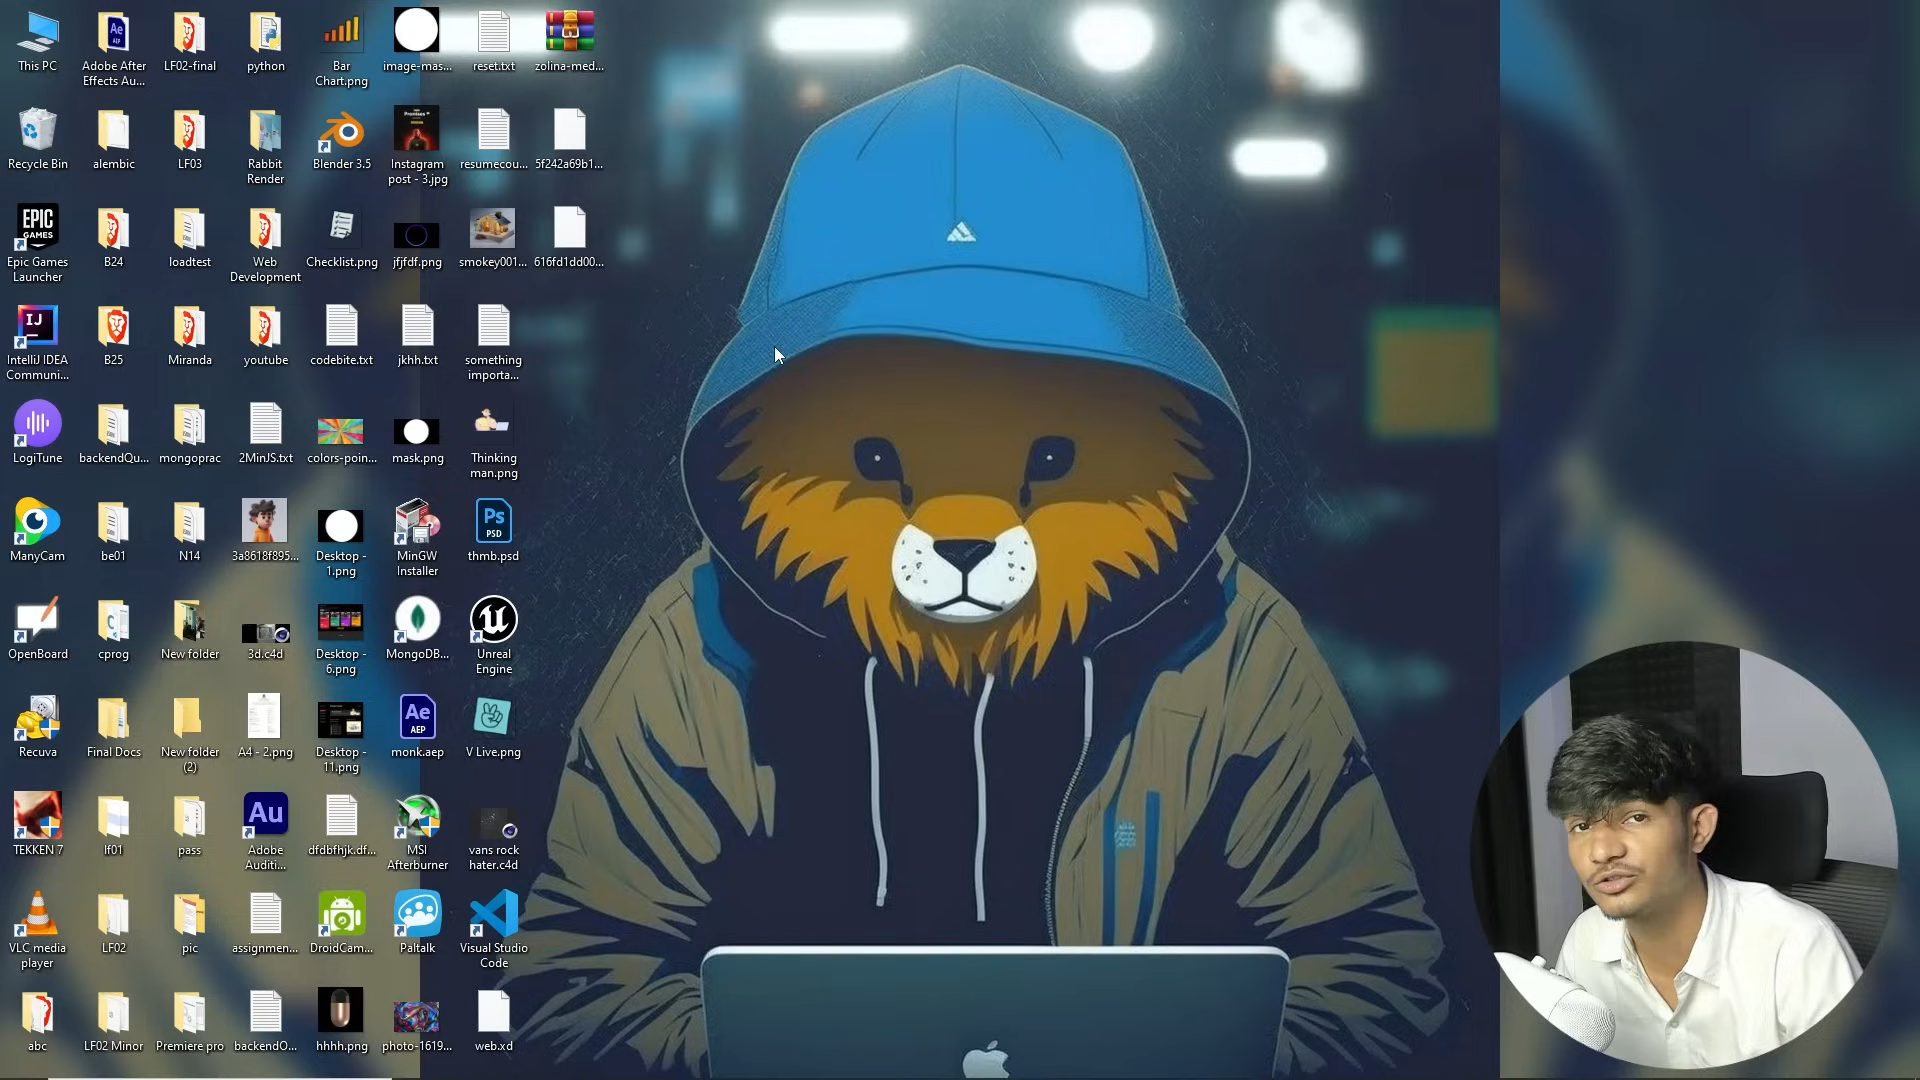 This PC
Adobe After
Effects Au...
LF02-final
python
Bar
Chart.png
image-mas...
reset.txt
zolina-med...
Recycle Bin
alembic
LF03
Rabbit
Render
Blender 3.5
Instagram
post - 3.jpg
resumecou...
5f242a69b1...
EPIC
GAMES
Epic Games
Launcher
B24
loadtest
Web
Development
Checklist.png
jfjfdf.png
smokey001...
616fd1dd00...
IJ
IntelliJ IDEA
Communi...
B25
Miranda
youtube
codebite.txt
jkhh.txt
something
importa...
LogiTune
backendQu...
mongoprac
2MinJS.txt
colors-poin...
mask.png
Thinking
man.png
ManyCam
be01
N14
3a8618f895...
Desktop -
1.png
MinGW
Installer
Ps
PSD
thmb.psd
OpenBoard
cprog
New folder
3d.c4d
Desktop -
6.png
MongoDB...
Unreal
Engine
Recuva
Final Docs
New folder
(2)
A4 - 2.png
Desktop -
11.png
Ae
AEP
monk.aep
V Live.png
TEKKEN 7
lf01
pass
Au
Adobe
Auditi...
dfdbfhjk.df...
MSI
Afterburner
vans rock
hater.c4d
VLC media
player
LF02
pic
assignmen...
DroidCam...
Paltalk
Visual Studio
Code
abc
LF02 Minor
Premiere pro
backendO...
hhhh.png
photo-1619...
web.xd